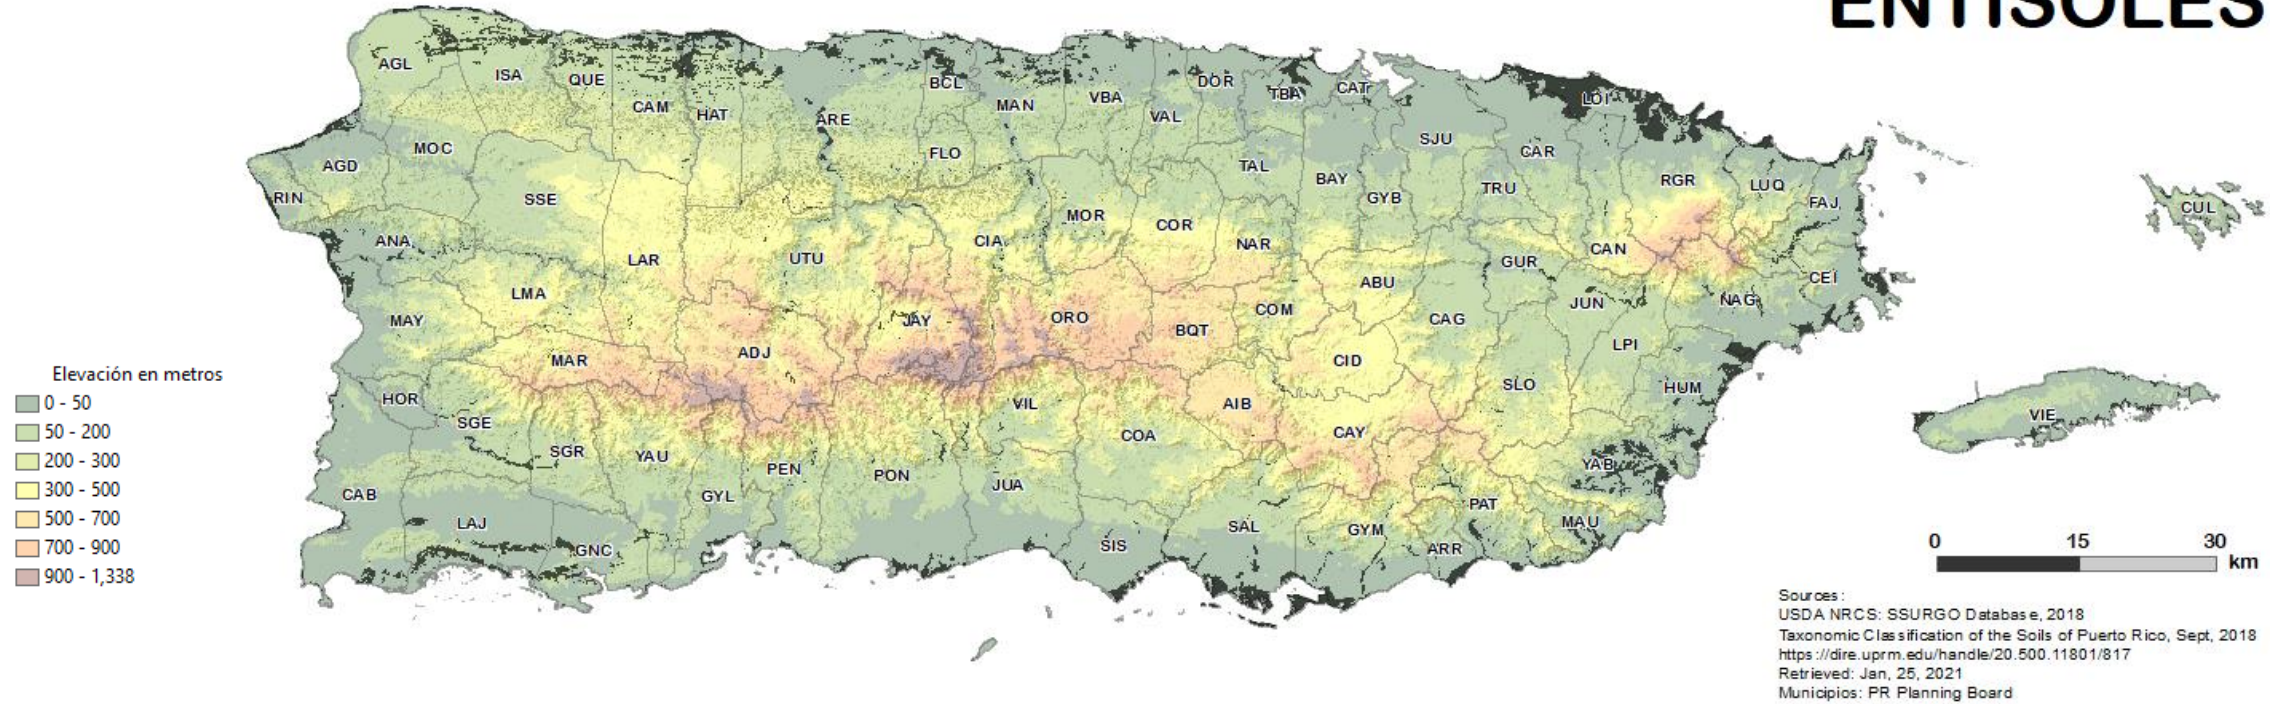 ENTISOLES
AGL
ISA
QUE
CAM
HAT
ARE
BCL
MAN
VBA
DOR
VAL
TBA
CAT
LOI
SJU
CAR
AGD
MOC
FLO
TAL
BAY
GYB
TRU
RGR
LUQ
FAJ
CUL
RIN
SSE
ANA
LAR
UTU
CIA
MOR
COR
NAR
ABU
GUR
CAN
CEI
LMA
MAY
JAY
ORO
BQT
COM
CAG
JUN
NAG
MAR
ADJ
CID
LPI
HOR
SGE
VIL
AIB
SLO
HUM
VIE
SGR
YAU
PEN
PON
COA
CAY
YAB
CAB
GYL
JUA
PAT
LAJ
GNC
SIS
SAL
GYM
ARR
MAU
Elevación en metros
0 - 50
50 - 200
200 - 300
300 - 500
500 - 700
700 - 900
900 - 1,338
0 15 30
km
Sources:
USDA NRCS: SSURGO Database, 2018
Taxonomic Classification of the Soils of Puerto Rico, Sept, 2018
https://dire.uprm.edu/handle/20.500.11801/817
Retrieved: Jan, 25, 2021
Municipios: PR Planning Board